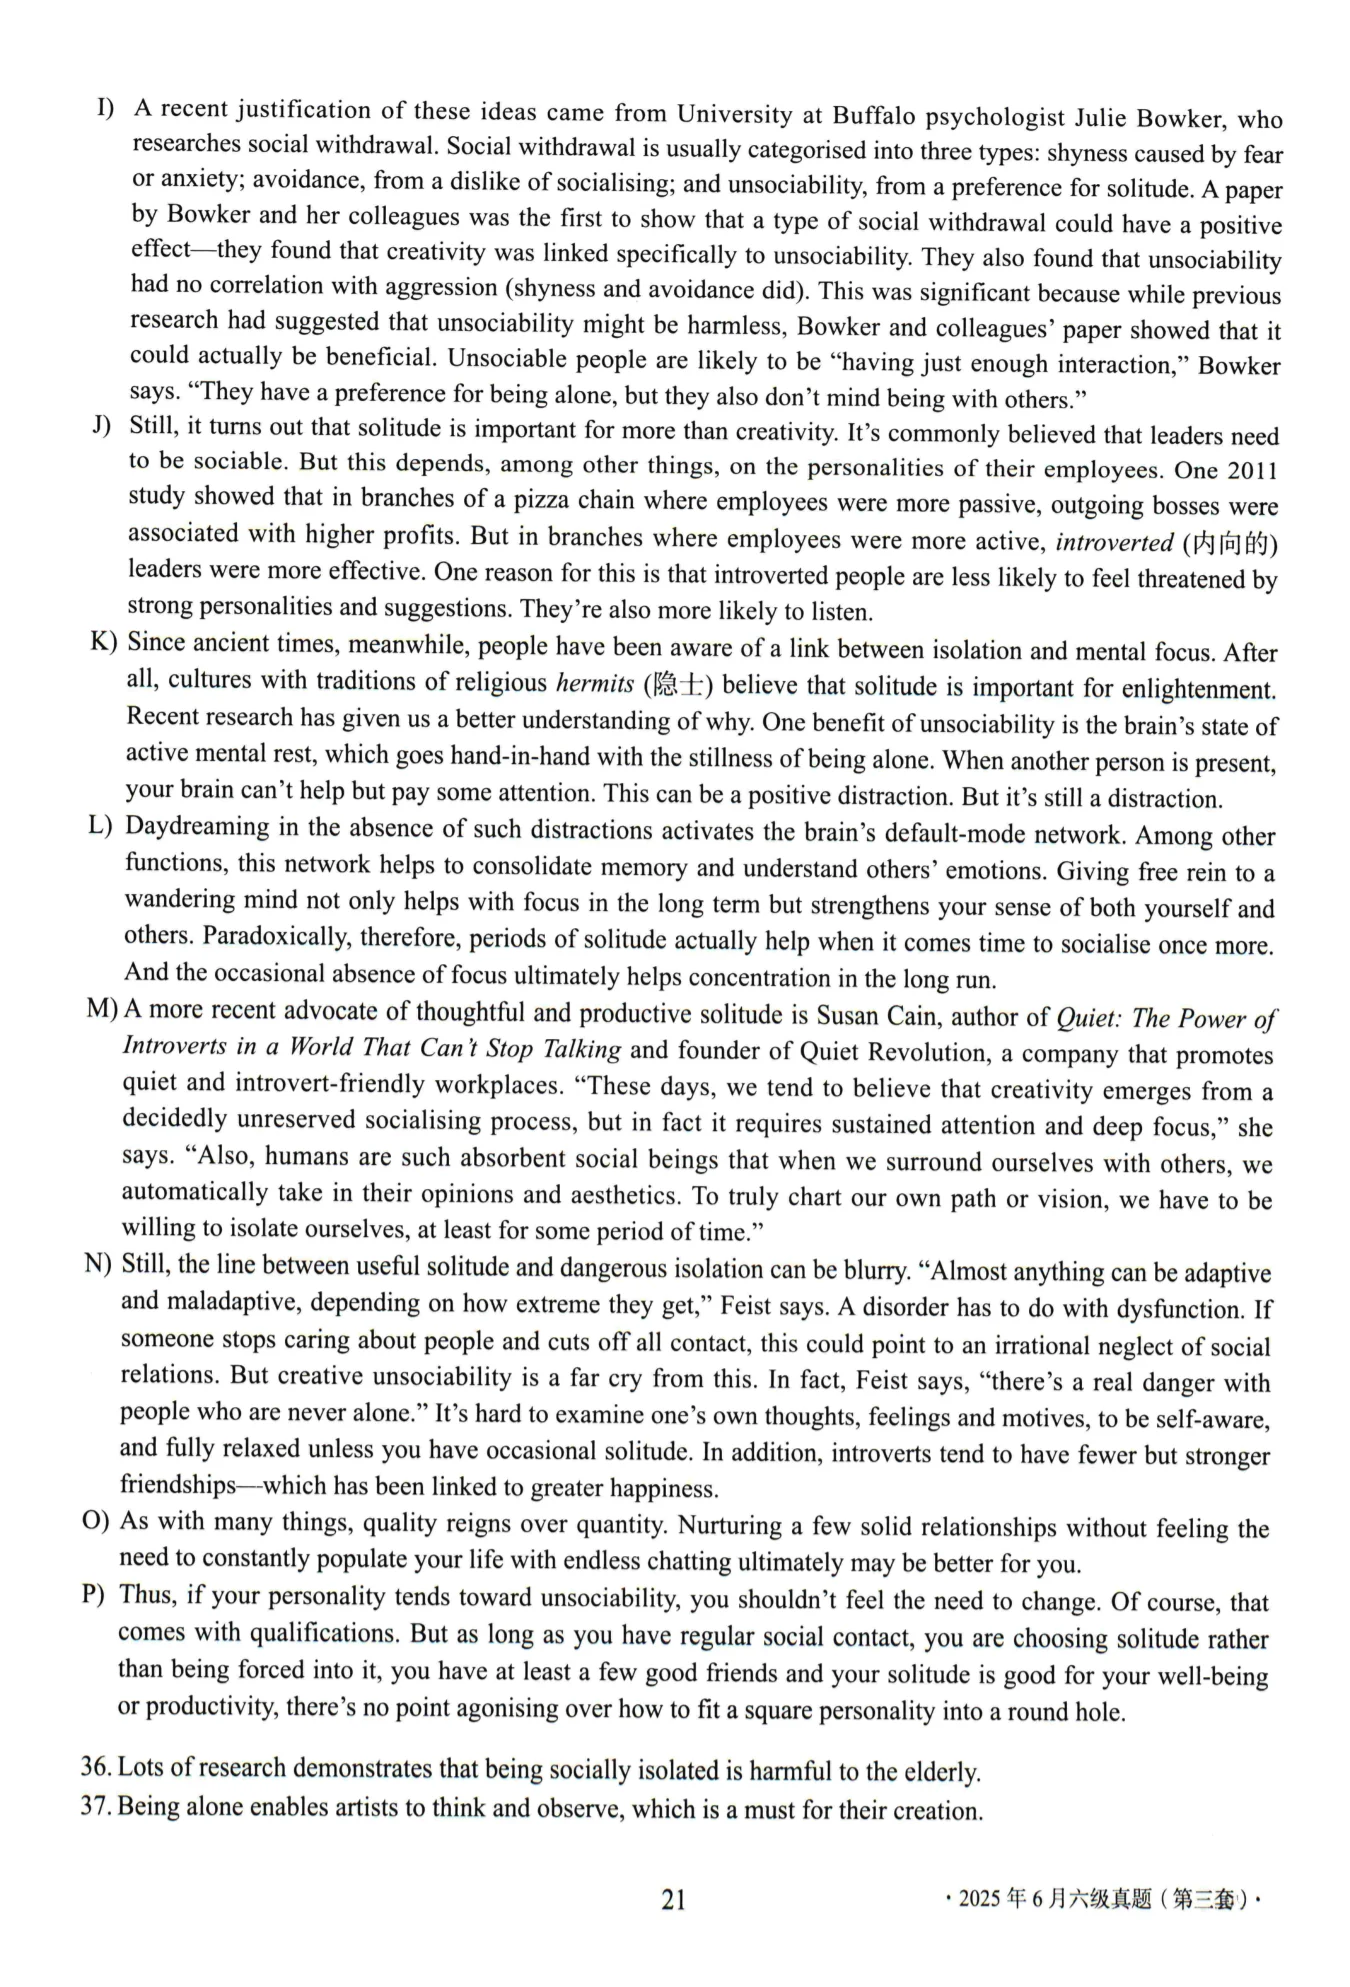 I) A recent justification of these ideas came from University at Buffalo psychologist Julie Bowker, who
researches social withdrawal. Social withdrawal is usually categorised into three types: shyness caused by fear
or anxiety; avoidance, from a dislike of socialising; and unsociability, from a preference for solitude. A paper
by Bowker and her colleagues was the first to show that a type of social withdrawal could have a positive
effect—they found that creativity was linked specifically to unsociability. They also found that unsociability
had no correlation with aggression (shyness and avoidance did). This was significant because while previous
research had suggested that unsociability might be harmless, Bowker and colleagues’ paper showed that it
could actually be beneficial. Unsociable people are likely to be “having just enough interaction,” Bowker
says. “They have a preference for being alone, but they also don’t mind being with others.”
J) Still, it turns out that solitude is important for more than creativity. It’s commonly believed that leaders need
to be sociable. But this depends, among other things, on the personalities of their employees. One 2011
study showed that in branches of a pizza chain where employees were more passive, outgoing bosses were
associated with higher profits. But in branches where employees were more active, introverted (内向的)
leaders were more effective. One reason for this is that introverted people are less likely to feel threatened by
strong personalities and suggestions. They’re also more likely to listen.
K) Since ancient times, meanwhile, people have been aware of a link between isolation and mental focus. After
all, cultures with traditions of religious hermits (隐士) believe that solitude is important for enlightenment.
Recent research has given us a better understanding of why. One benefit of unsociability is the brain’s state of
active mental rest, which goes hand-in-hand with the stillness of being alone. When another person is present,
your brain can’t help but pay some attention. This can be a positive distraction. But it’s still a distraction.
L) Daydreaming in the absence of such distractions activates the brain’s default-mode network. Among other
functions, this network helps to consolidate memory and understand others’ emotions. Giving free rein to a
wandering mind not only helps with focus in the long term but strengthens your sense of both yourself and
others. Paradoxically, therefore, periods of solitude actually help when it comes time to socialise once more.
And the occasional absence of focus ultimately helps concentration in the long run.
M) A more recent advocate of thoughtful and productive solitude is Susan Cain, author of Quiet: The Power of
Introverts in a World That Can’t Stop Talking and founder of Quiet Revolution, a company that promotes
quiet and introvert-friendly workplaces. “These days, we tend to believe that creativity emerges from a
decidedly unreserved socialising process, but in fact it requires sustained attention and deep focus,” she
says. “Also, humans are such absorbent social beings that when we surround ourselves with others, we
automatically take in their opinions and aesthetics. To truly chart our own path or vision, we have to be
willing to isolate ourselves, at least for some period of time.”
N) Still, the line between useful solitude and dangerous isolation can be blurry. “Almost anything can be adaptive
and maladaptive, depending on how extreme they get,” Feist says. A disorder has to do with dysfunction. If
someone stops caring about people and cuts off all contact, this could point to an irrational neglect of social
relations. But creative unsociability is a far cry from this. In fact, Feist says, “there’s a real danger with
people who are never alone.” It’s hard to examine one’s own thoughts, feelings and motives, to be self-aware,
and fully relaxed unless you have occasional solitude. In addition, introverts tend to have fewer but stronger
friendships—which has been linked to greater happiness.
O) As with many things, quality reigns over quantity. Nurturing a few solid relationships without feeling the
need to constantly populate your life with endless chatting ultimately may be better for you.
P) Thus, if your personality tends toward unsociability, you shouldn’t feel the need to change. Of course, that
comes with qualifications. But as long as you have regular social contact, you are choosing solitude rather
than being forced into it, you have at least a few good friends and your solitude is good for your well-being
or productivity, there’s no point agonising over how to fit a square personality into a round hole.
36. Lots of research demonstrates that being socially isolated is harmful to the elderly.
37. Being alone enables artists to think and observe, which is a must for their creation.
21
·2025 年 6 月六级真题（第三套）·